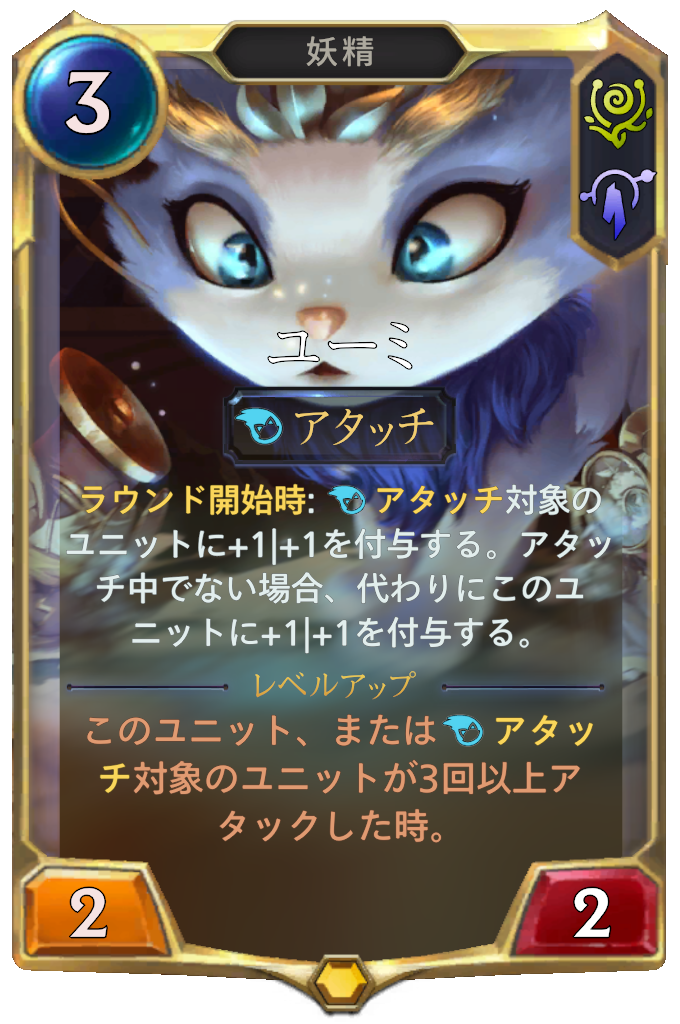 妖精
3
ユーミ
アタッチ
ラウンド開始時: アタッチ対象の
ユニットに+1|+1を付与する。アタッ
チ中でない場合、代わりにこのユ
ニットに+1|+1を付与する。
レベルアップ
このユニット、または アタッ
チ対象のユニットが3回以上ア
タックした時。
2
2